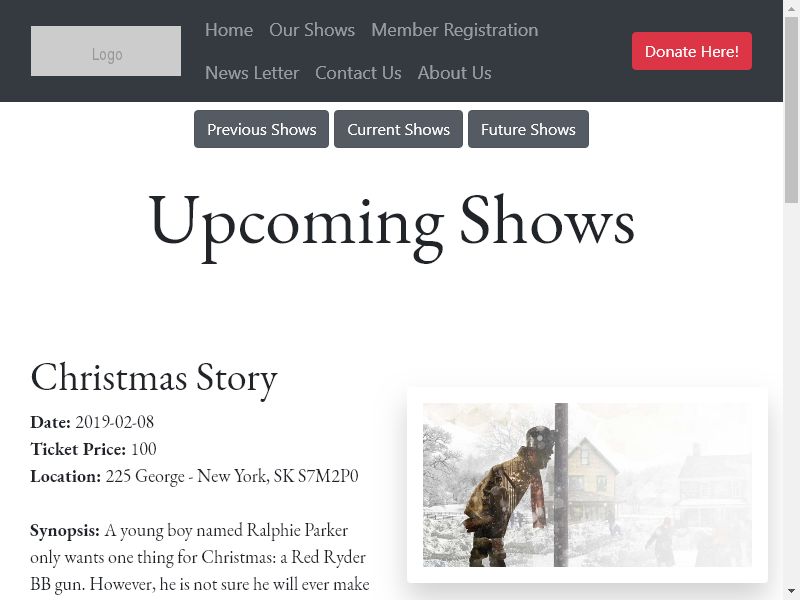 Logo
Home Our Shows Member Registration
News Letter Contact Us About Us
Donate Here!
Previous Shows Current Shows Future Shows
Upcoming Shows
Christmas Story
Date: 2019-02-08
Ticket Price: 100
Location: 225 George - New York, SK S7M2P0
Synopsis: A young boy named Ralphie Parker
only wants one thing for Christmas: a Red Ryder
BB gun. However, he is not sure he will ever make